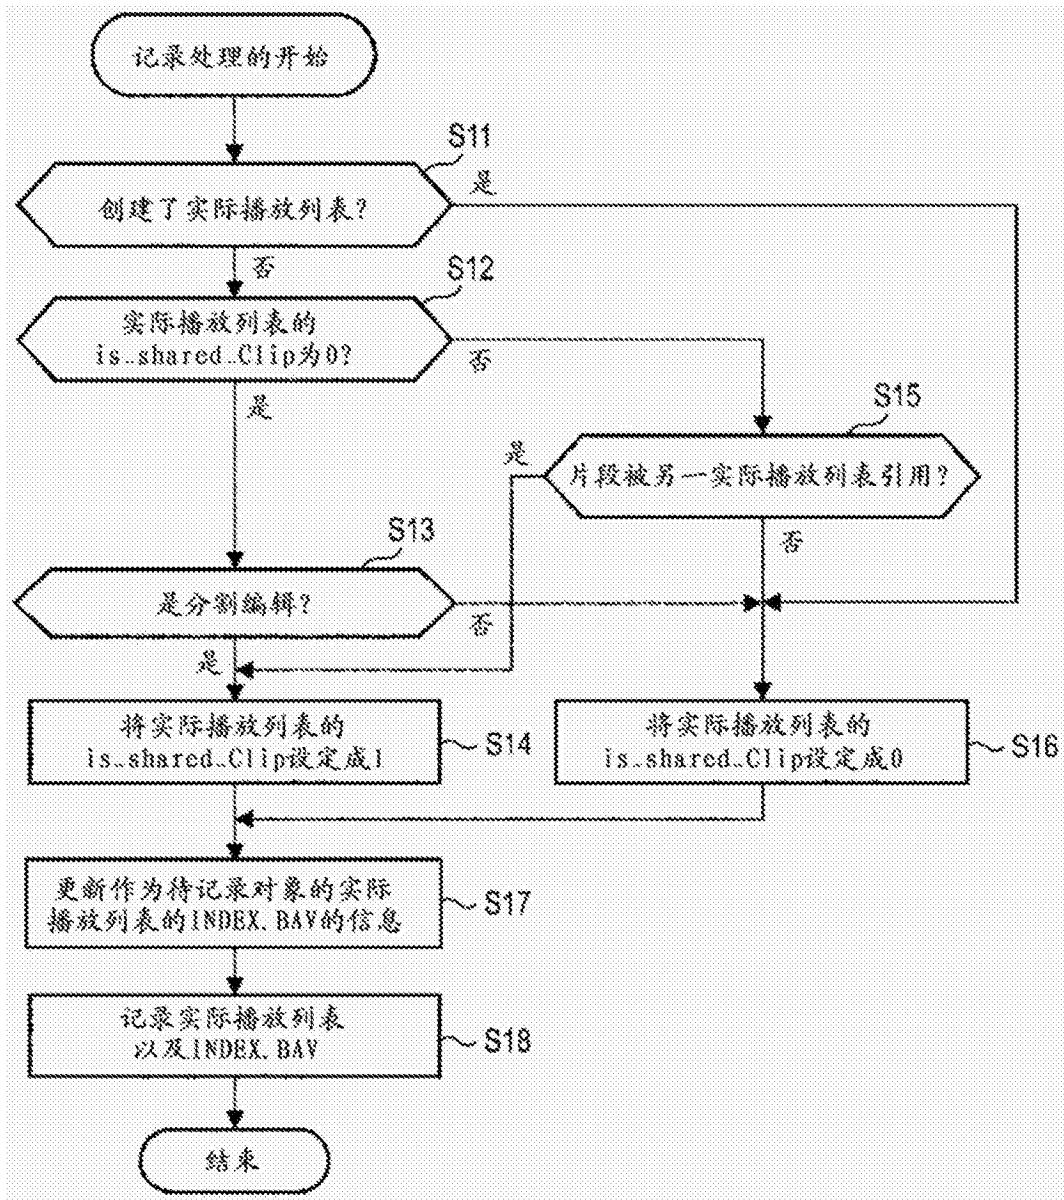 记录处理的开始
S11
是
创建了实际播放列表?
否
S12
实际播放列表的
is_shared_Clip为0?
否
是
S15
是
片段被另一实际播放列表引用?
否
S13
是分割编辑?
否
是
将实际播放列表的
is_shared_Clip设定成1
S14
将实际播放列表的
is_shared_Clip设定成0
S16
更新作为待记录对象的实际
播放列表的INDEX.BAV的信息
S17
记录实际播放列表
以及INDEX.BAV
S18
结束